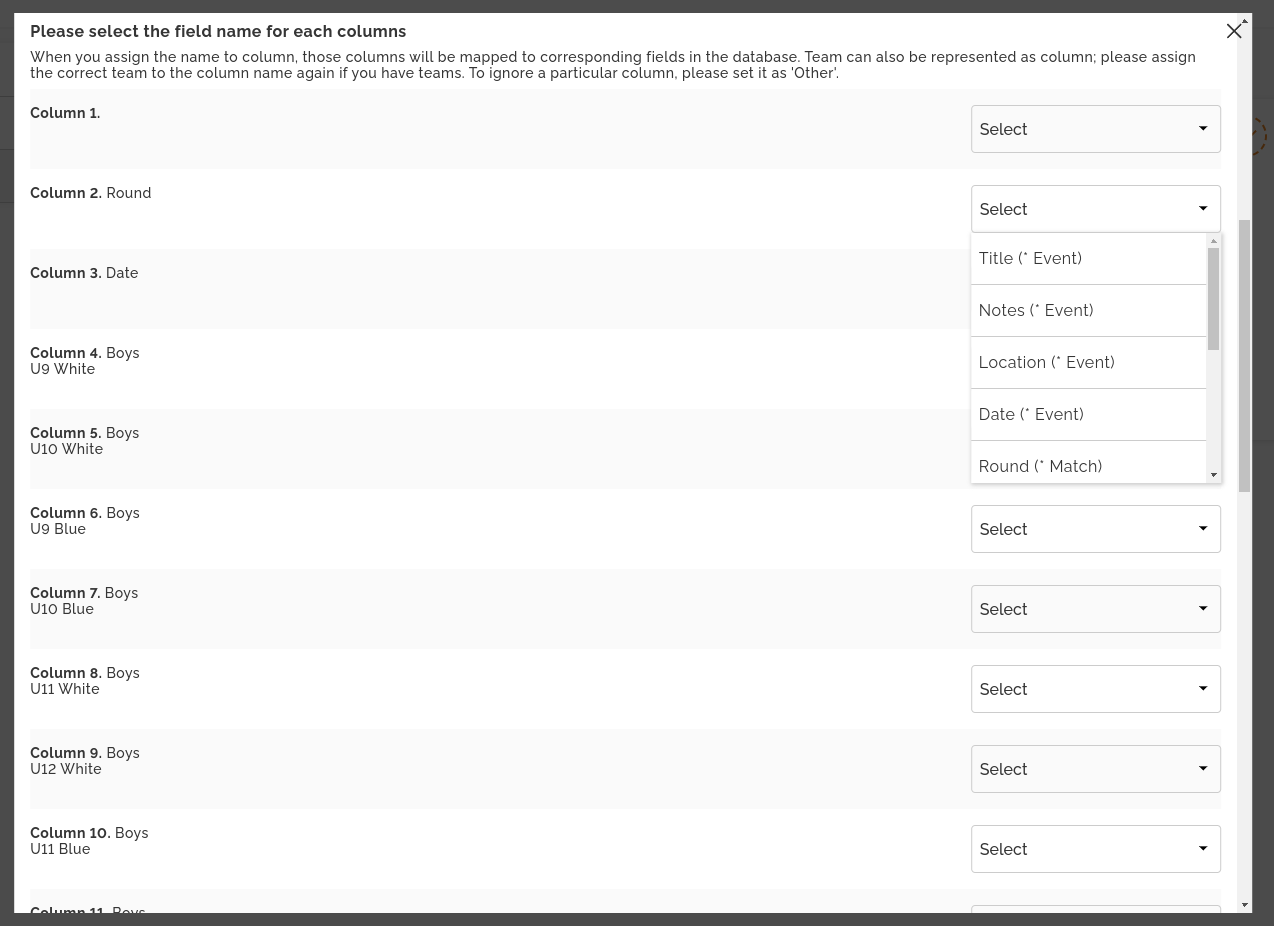 Please select the field name for each columns
When you assign the name to column, those columns will be mapped to corresponding fields in the database. Team can also be represented as column; please assign
the correct team to the column name again if you have teams. To ignore a particular column, please set it as 'Other'.
Column 1.
Select
Column 2. Round
Select
Title (* Event)
Notes (* Event)
Location (* Event)
Date (* Event)
Round (* Match)
Column 3. Date
Column 4. Boys
U9 White
Column 5. Boys
U10 White
Column 6. Boys
U9 Blue
Select
Column 7. Boys
U10 Blue
Select
Column 8. Boys
U11 White
Select
Column 9. Boys
U12 White
Select
Column 10. Boys
U11 Blue
Select
Column 11. Boys